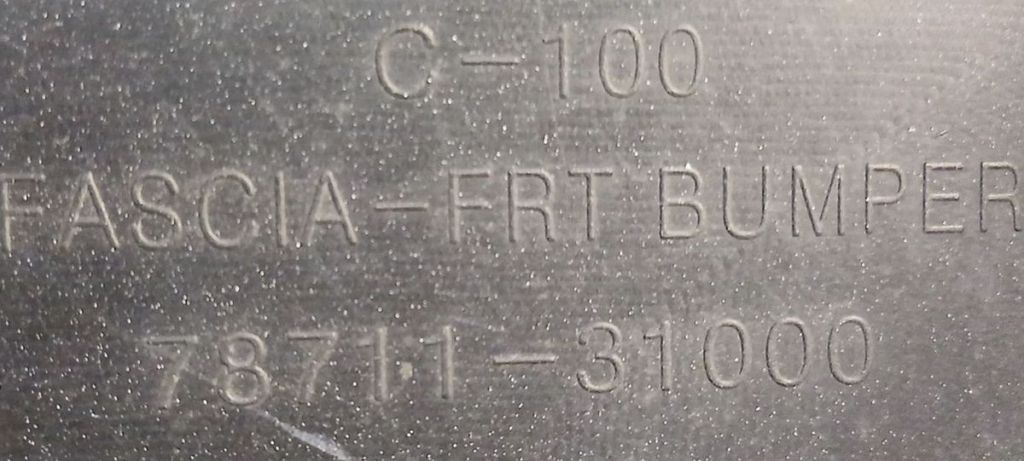 C-100
FASCIA-FRT BUMPER
78711-31000